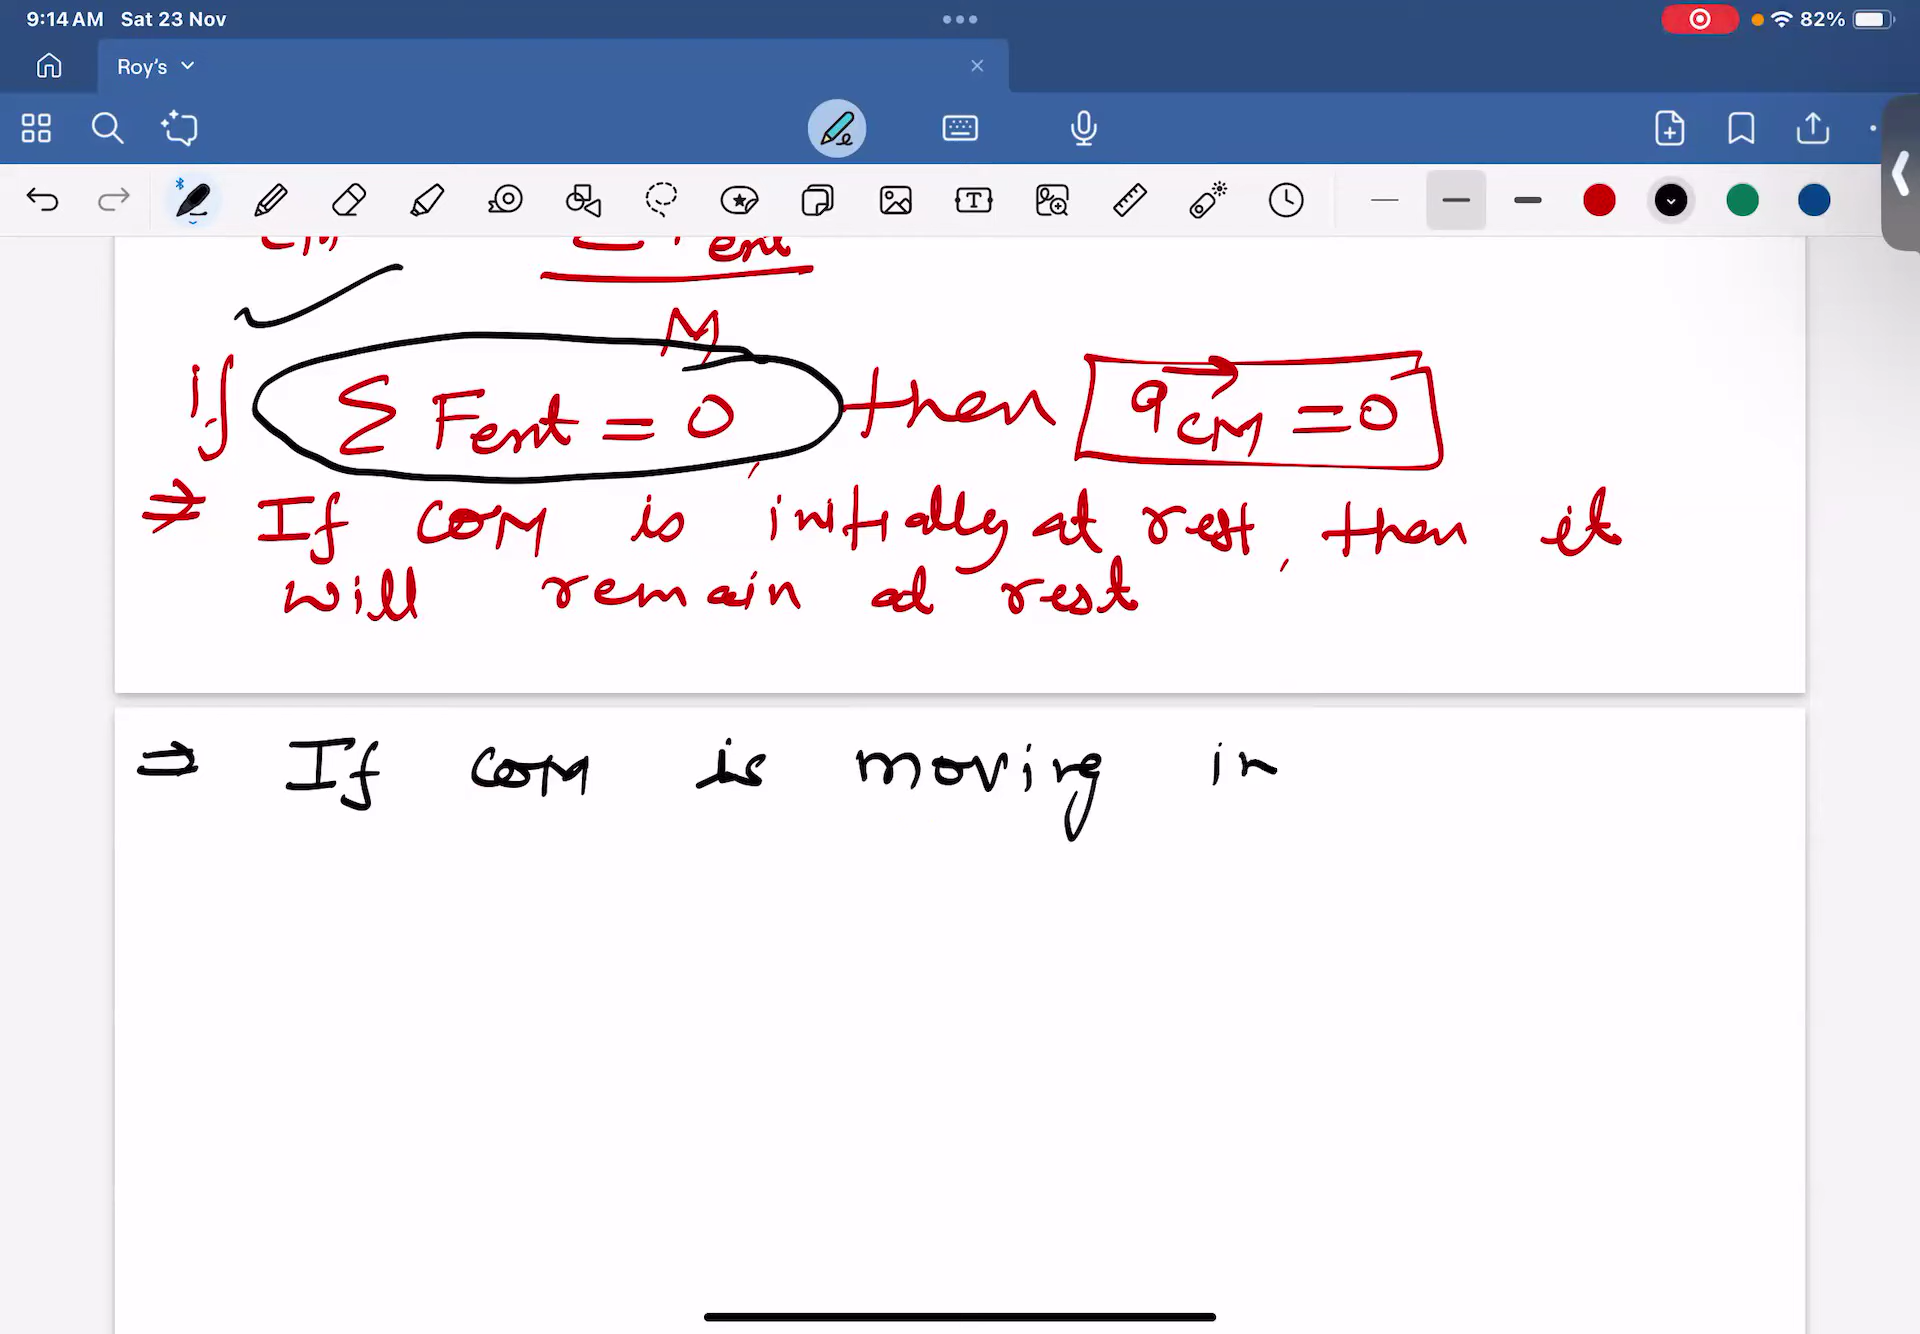 9:14 AM Sat 23 Nov
82%
Roy's
M
if Σ Fext = 0 then a CM = 0
⇒ If COM is initially at rest, then it
will remain at rest
⇒ If COM is moving in